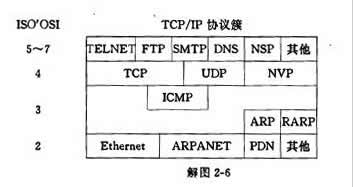 ISO'OSI TCP/IP 协议簇
5~7 TELNET FTP SMTP DNS NSP 其他
4 TCP UDP NVP
ICMP
3
ARP RARP
2 Ethernet ARPANET PDN 其他
解图 2-6